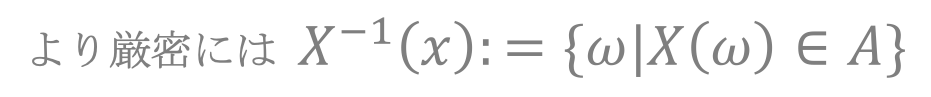 より厳密には X⁻¹(x):= {ω|X(ω) ∈ A}